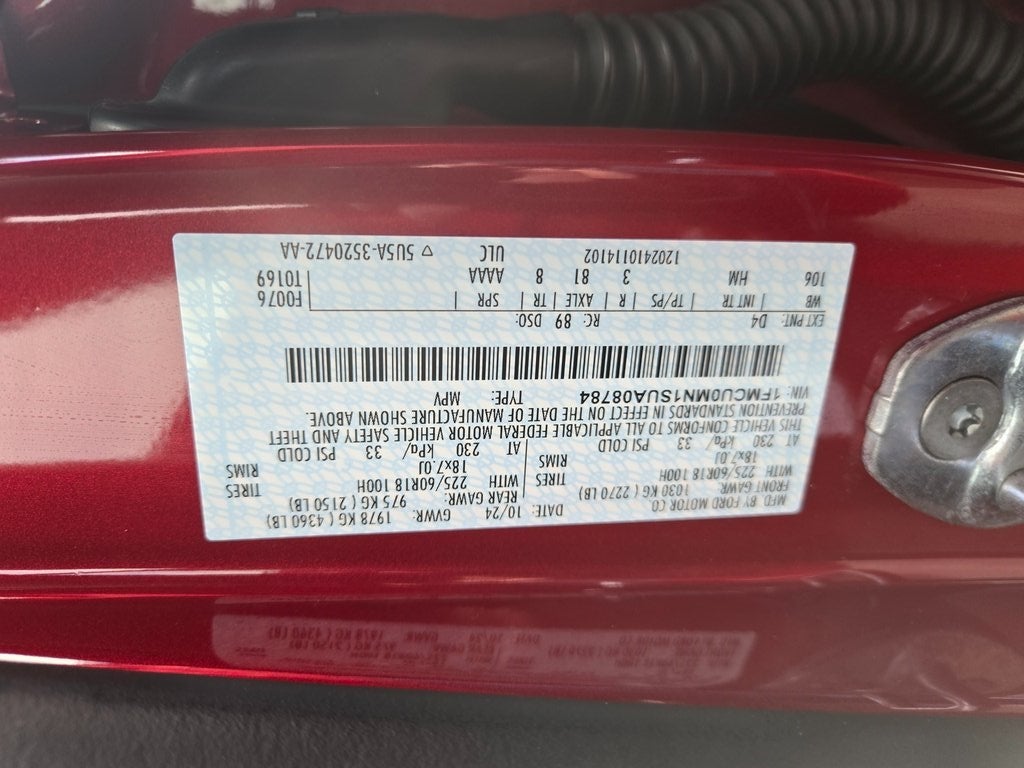 MFD. BY FORD MOTOR CO. DATE: 10/24 GVWR: 1978 KG ( 4360 LB)
FRONT GAWR: 1030 KG ( 2270 LB) REAR GAWR: 975 KG ( 2150 LB)
WITH 225/60R18 100H TIRES WITH 225/60R18 100H TIRES
18x7.0J RIMS 18x7.0J RIMS
AT 230 kPa/ 33 PSI COLD AT 230 kPa/ 33 PSI COLD
THIS VEHICLE CONFORMS TO ALL APPLICABLE FEDERAL MOTOR VEHICLE SAFETY AND THEFT
PREVENTION STANDARDS IN EFFECT ON THE DATE OF MANUFACTURE SHOWN ABOVE.
VIN: 1FMCU0MN1SUA08784 TYPE: MPV
EXT PNT: D4 RC: 89 DSO:
WB INT TR TP/PS R AXLE TR SPR F0076
106 HM 3 81 8 AAAA T0169
1202410114102 ULC 5U5A-3520472-AA